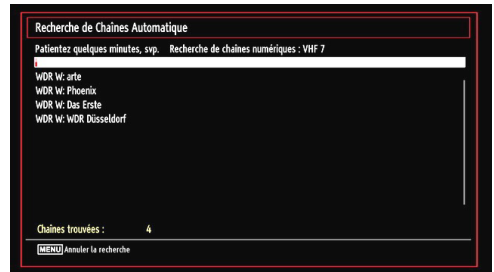 Recherche de Chaînes Automatique
Patientez quelques minutes, svp. Recherche de chaines numériques : VHF 7
WDR W: arte
WDR W: Phoenix
WDR W: Das Erste
WDR W: WDR Düsseldorf
Chaînes trouvées : 4
MENU Annuler la recherche